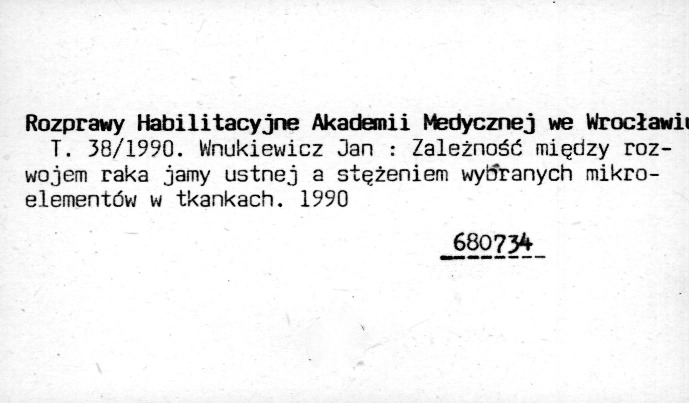 Rozprawy Habilitacyjne Akademii Medycznej we Wrocławiu
T. 38/1990. Wnukiewicz Jan : Zależność między roz-
wojem raka jamy ustnej a stężeniem wybranych mikro-
elementów w tkankach. 1990
680734